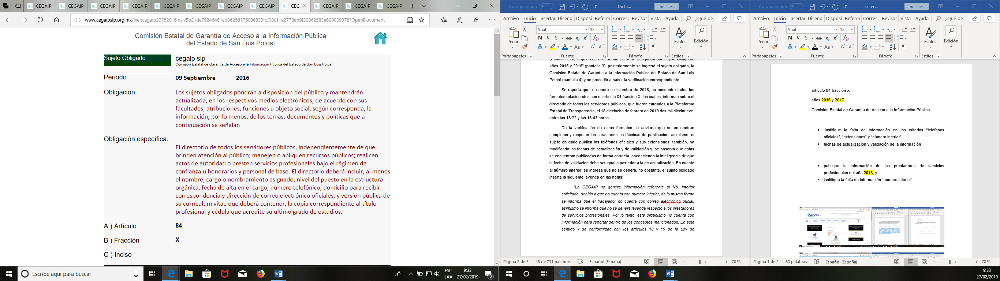 CEGAIP
CEGAIP
CEGAIP
CEGAIP
CEGAIP
CEGAIP
CEGAIP
CEGAIP
CEG
CEGAIP
CEGAIP
CEGAIP
www.cegaipslp.org.mx/webcegaip20152016.nsf/5b21de79246461ed86258176006830fc/08c11e2778ab9f30862583a600039378?OpenDocument
Comisión Estatal de Garantía de Acceso a la Información Pública
del Estado de San Luis Potosí
Sujeto Obligado
cegaip slp
Comisión Estatal de Garantía de Acceso a la Información Pública del Estado de San Luis Potosí
Periodo
09 Septiembre 2016
Obligación
Los sujetos obligados pondrán a disposición del público y mantendrán
actualizada, en los respectivos medios electrónicos, de acuerdo con sus
facultades, atribuciones, funciones u objeto social, según corresponda, la
información, por lo menos, de los temas, documentos y políticas que a
continuación se señalan
Obligación específica.
El directorio de todos los servidores públicos, independientemente de que
brinden atención al público; manejen o apliquen recursos públicos; realicen
actos de autoridad o presten servicios profesionales bajo el régimen de
confianza u honorarios y personal de base. El directorio deberá incluir, al menos
el nombre, cargo o nombramiento asignado, nivel del puesto en la estructura
orgánica, fecha de alta en el cargo, número telefónico, domicilio para recibir
correspondencia y dirección de correo electrónico oficiales, y versión pública de
su currículum vitae que deberá contener, la copia correspondiente al título
profesional y cédula que acredite su ultimo grado de estudios.
A ) Artículo 84
B ) Fracción X
C ) Inciso
Escribe aquí para buscar
ESP
LAA
9:33
27/02/2019
3
Autoguardado
Dicta...
Inic. ses.
Archivo Inicio Insertar Diseño Disposi Referen Corresp Revisar Vista Ayuda ¿Qué de
Pegar
Arial 12
N K S ab x₂ x²
A A Aa A A
Estilos
Edición
Portapapeles Fuente Párrafo Estilos
(Pantalla 2) y, seguido de ello, se dio clic a la "Búsqueda por Sujeto Obligado,
años 2015 y 2016" (pantalla 3), posteriormente se ingresó el sujeto obligado, la
Comisión Estatal de Garantía a la Información Pública del Estado de San Luis
Potosí (pantalla 4) y se procedió a hacer la verificación correspondiente.
Se reporta que, de enero a diciembre de 2016, se encuentra todos los
formatos relacionados con el artículo 84 fracción X, los cuales, informan sobre el
directorio de todos los servidores públicos, que fueron cargados a la Plataforma
Estatal de Transparencia, el 18 dieciocho de febrero de 2019 dos mil diecinueve,
entre las 18:22 y las 18:43 horas.
De la verificación de estos formatos se advierte que se encuentran
completos y respetan las características técnicas de publicación, asimismo, el
sujeto obligado publica los teléfonos oficiales y sus extensiones, también, ha
modificado las fechas de actualización y de validación y, se observa que estas
se encuentran publicadas de forma correcta, obedeciendo la inteligencia de que
la fecha de validación debe ser igual o posterior a la de actualización. En cuanto
al número interior, se ingresa que no se genera, no obstante, el sujeto obligado
inserta la siguiente leyenda en las notas:
"La CEGAIP no genera información referente al No. interior
solicitado, debido a que no cuenta con numero interior, de la misma forma
se informa que el trabajador no cuenta con correo electronico oficial,
asimismo se informa que no se genera leyenda respecto a los prestadores
de servicios profesionales. Por lo tanto, este organismo no cuenta con
información para reportar dentro de los conceptos mencionados. En este
sentido y de conformidad con los artículos 18 y 19 de la Ley de
Página 2 de 3 48 de 731 palabras Español (España) 70 %
Autoguardado
scree...
Inic. ses.
Archivo Inicio Insertar Diseño Disposi Referen Corresp Revisar Vista Ayuda ¿Qué de
Pegar
Arial 12
N K S ab x₂ x²
A A Aa A A
Estilos
Edición
Portapapeles Fuente Párrafo Estilos
artículo 84 fracción X
años 2016 y 2017
Comisión Estatal de Garantía de Acceso a la Información Pública
• Justifique la falta de información en los criterios "teléfonos
oficiales", "extensiones" y "número interior".
• fechas de actualización y validación de la información
• publique la información de los prestadores de servicios
profesionales del año 2018, y
• justifique la falta de información "numero interior".
cegaip
Página 1 de 2 60 palabras Español (España) 70 %
9:33
27/02/2019